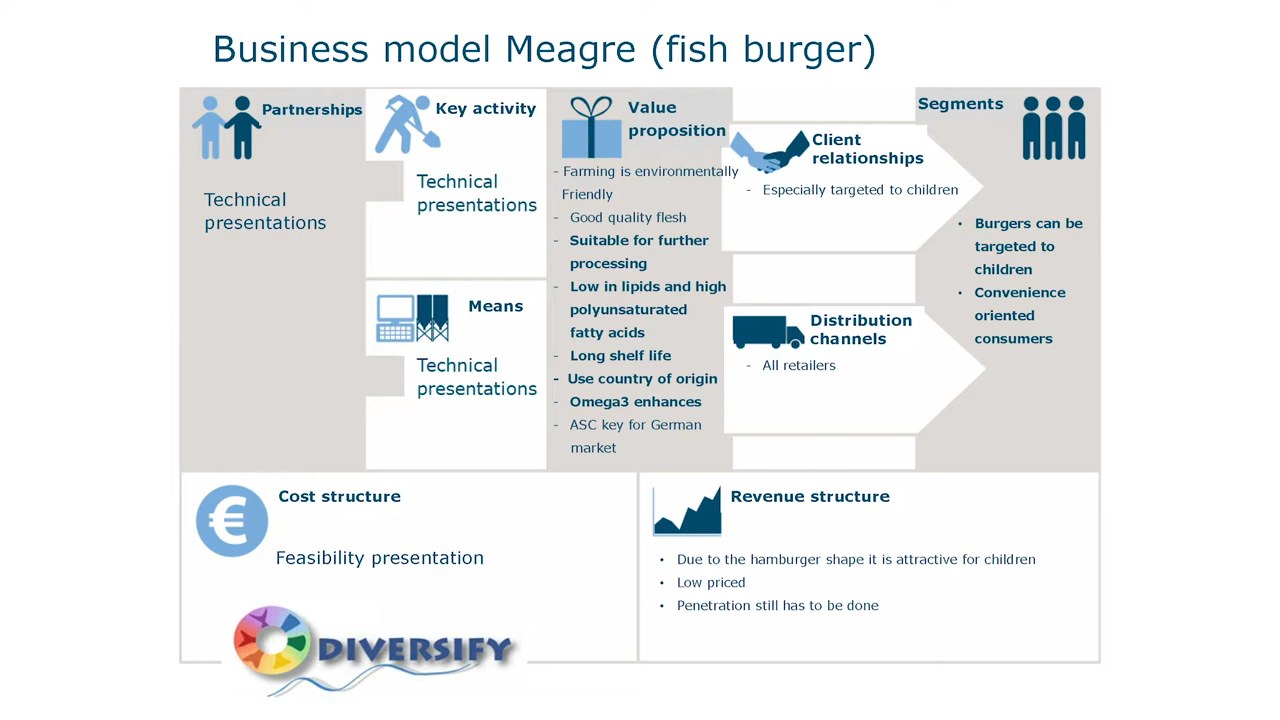 Business model Meagre (fish burger)
Partnerships
Technical
presentations
Key activity
Technical
presentations
Means
Technical
presentations
Value
proposition
- Farming is environmentally
Friendly
- Good quality flesh
- Suitable for further
processing
- Low in lipids and high
polyunsaturated
fatty acids
- Long shelf life
- Use country of origin
- Omega3 enhances
- ASC key for German
market
Client
relationships
- Especially targeted to children
Distribution
channels
- All retailers
Segments
• Burgers can be
targeted to
children
• Convenience
oriented
consumers
Cost structure
€
Feasibility presentation
Revenue structure
• Due to the hamburger shape it is attractive for children
• Low priced
• Penetration still has to be done
DIVERSIFY